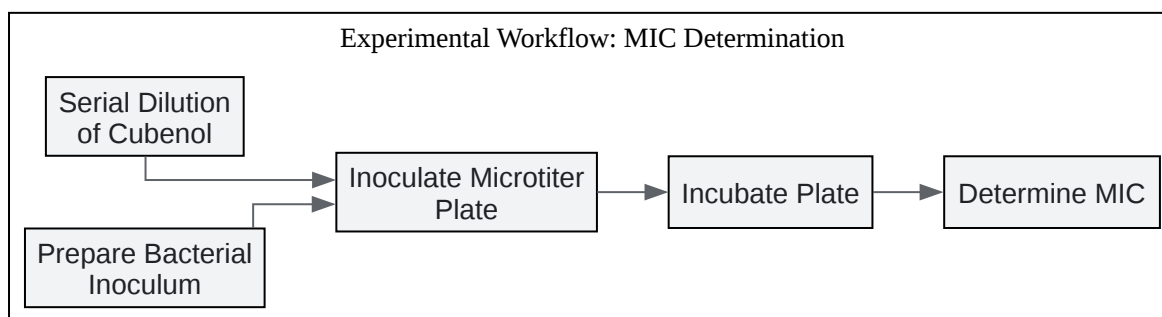 Experimental Workflow: MIC Determination
Serial Dilution
of Cubenol
Prepare Bacterial
Inoculum
Inoculate Microtiter
Plate
Incubate Plate
Determine MIC